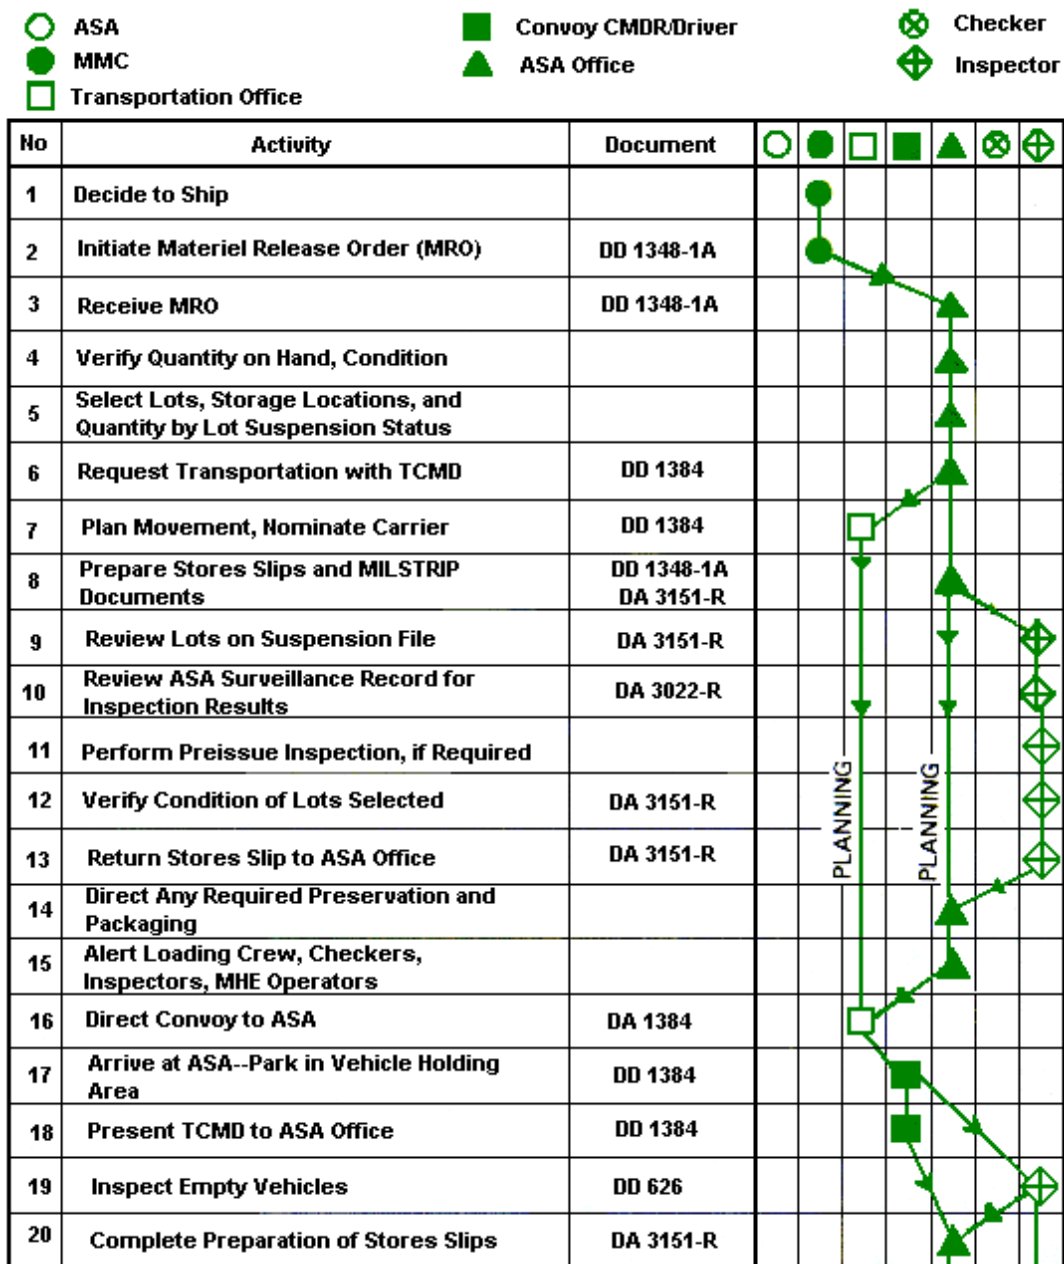 ASA
Convoy CMDR/Driver
Checker
MMC
ASA Office
Inspector
Transportation Office
No Activity Document
1 Decide to Ship
2 Initiate Materiel Release Order (MRO) DD 1348-1A
3 Receive MRO DD 1348-1A
4 Verify Quantity on Hand, Condition
5 Select Lots, Storage Locations, and
Quantity by Lot Suspension Status
6 Request Transportation with TCMD DD 1384
7 Plan Movement, Nominate Carrier DD 1384
8 Prepare Stores Slips and MILSTRIP DD 1348-1A
Documents DA 3151-R
9 Review Lots on Suspension File DA 3151-R
10 Review ASA Surveillance Record for DA 3022-R
Inspection Results
11 Perform Preissue Inspection, if Required
12 Verify Condition of Lots Selected DA 3151-R
13 Return Stores Slip to ASA Office DA 3151-R
PLANNING
PLANNING
14 Direct Any Required Preservation and
Packaging
15 Alert Loading Crew, Checkers,
Inspectors, MHE Operators
16 Direct Convoy to ASA DA 1384
17 Arrive at ASA--Park in Vehicle Holding DD 1384
Area
18 Present TCMD to ASA Office DD 1384
19 Inspect Empty Vehicles DD 626
20 Complete Preparation of Stores Slips DA 3151-R